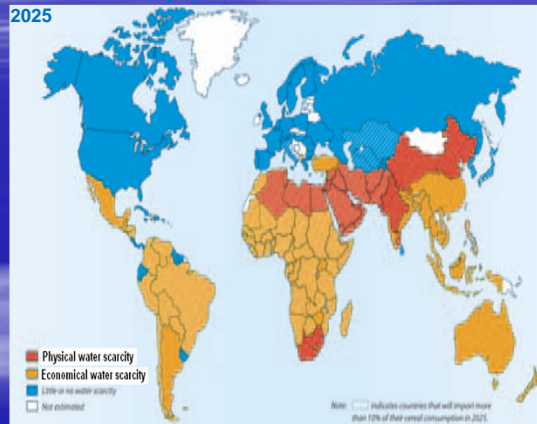 2025
Physical water scarcity
Economical water scarcity
Little or no water scarcity
Not estimated
Note: indicates countries that will import more
than 10% of their cereal consumption in 2025.